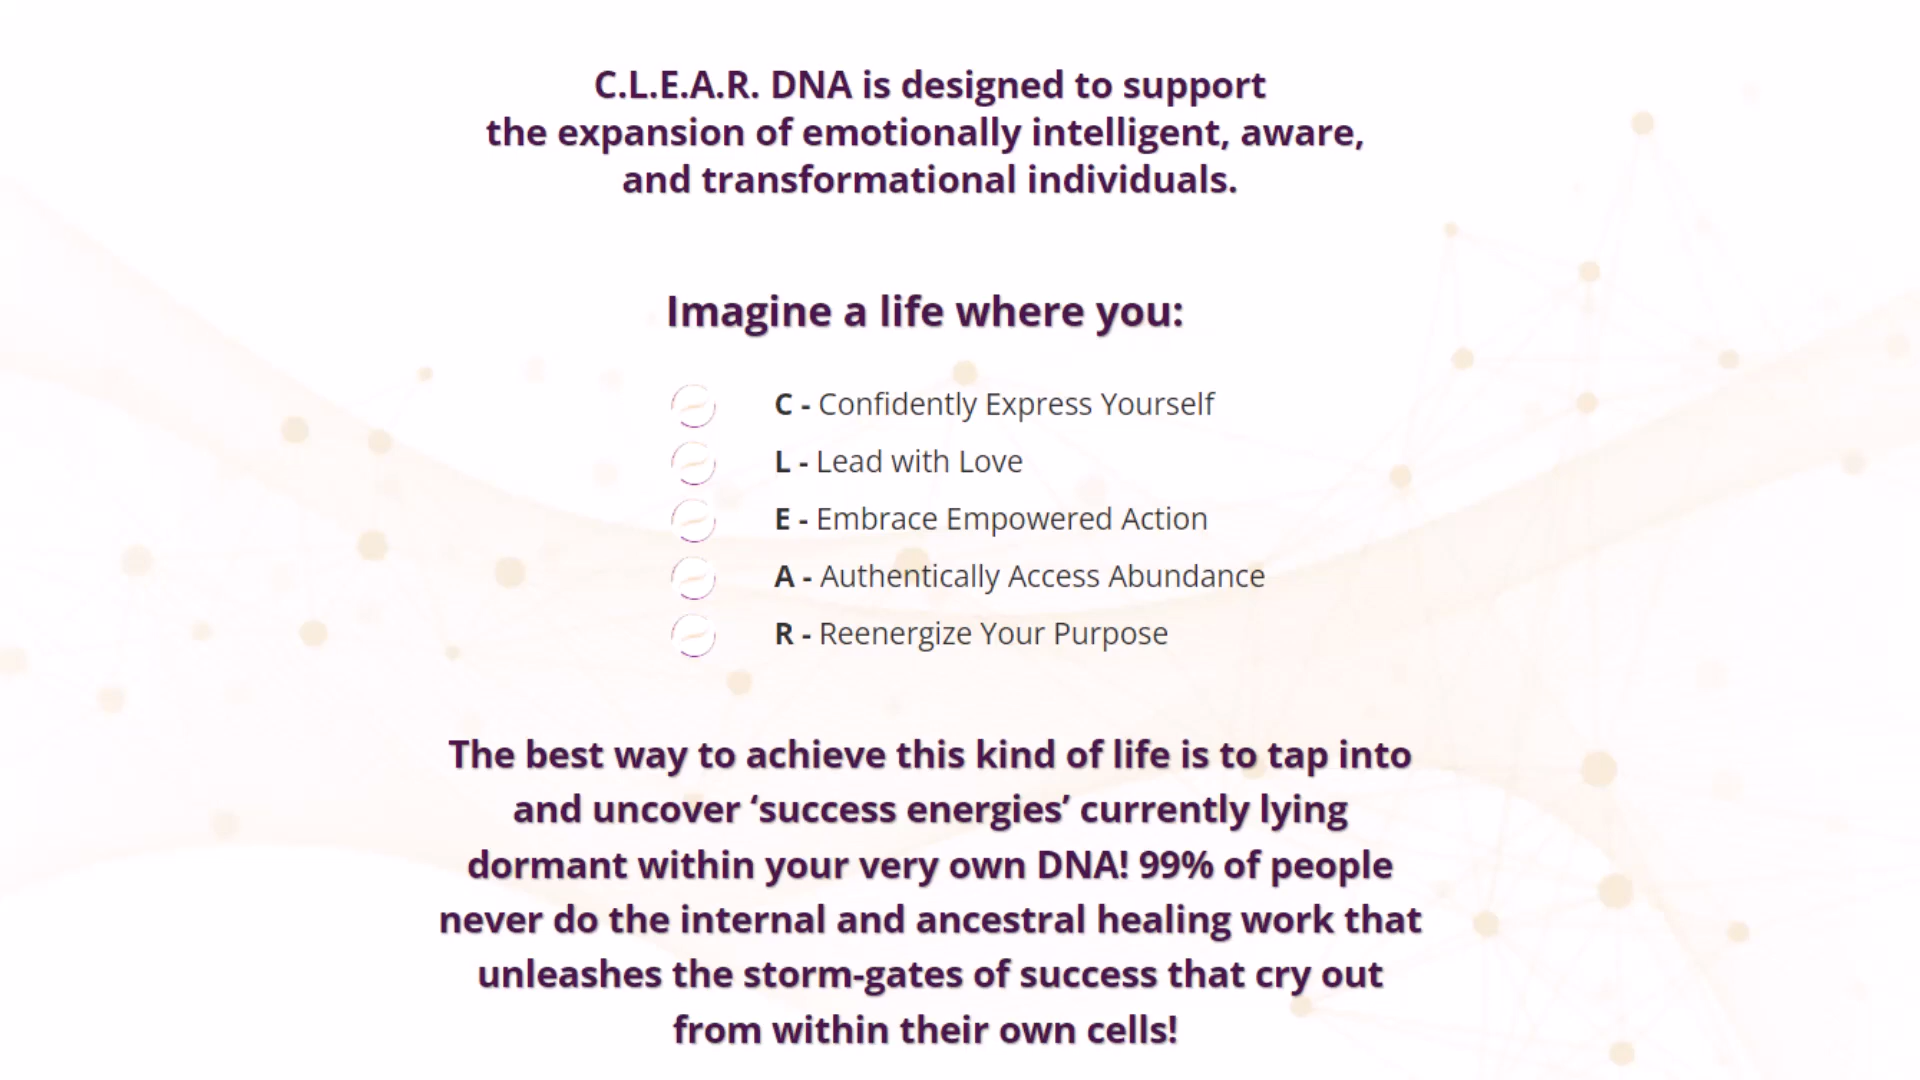 C.L.E.A.R. DNA is designed to support
the expansion of emotionally intelligent, aware,
and transformational individuals.
Imagine a life where you:
C - Confidently Express Yourself
L - Lead with Love
E - Embrace Empowered Action
A - Authentically Access Abundance
R - Reenergize Your Purpose
The best way to achieve this kind of life is to tap into
and uncover ‘success energies’ currently lying
dormant within your very own DNA! 99% of people
never do the internal and ancestral healing work that
unleashes the storm-gates of success that cry out
from within their own cells!